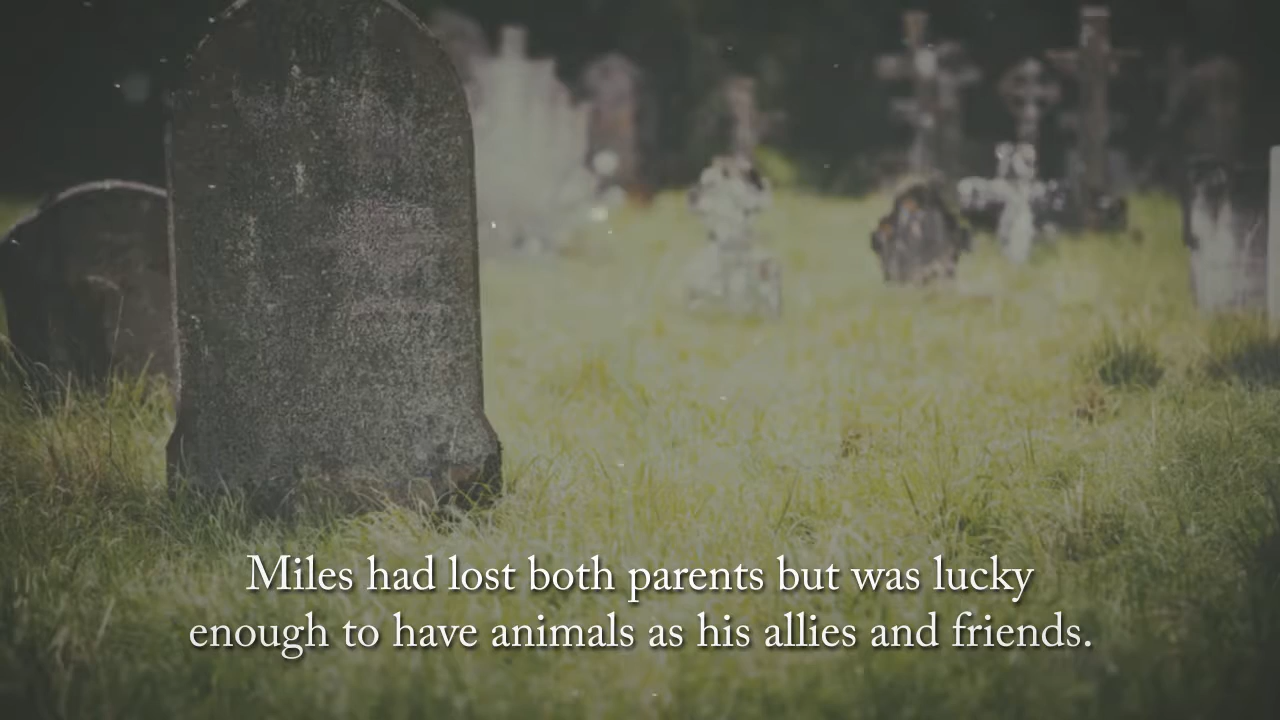 Miles had lost both parents but was lucky
enough to have animals as his allies and friends.